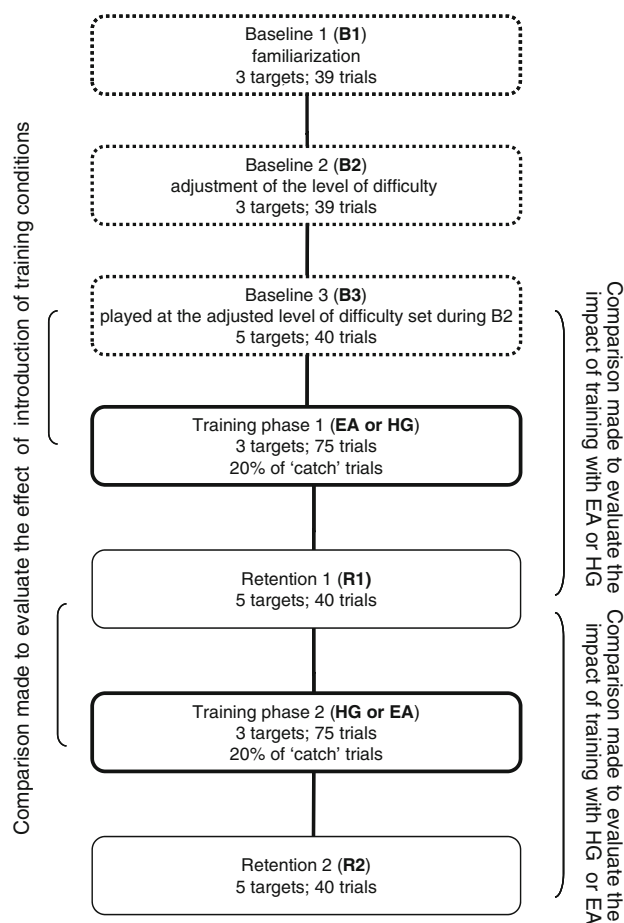 Baseline 1 (B1)
familiarization
3 targets; 39 trials
Baseline 2 (B2)
adjustment of the level of difficulty
3 targets; 39 trials
Baseline 3 (B3)
played at the adjusted level of difficulty set during B2
5 targets; 40 trials
Training phase 1 (EA or HG)
3 targets; 75 trials
20% of ‘catch’ trials
Retention 1 (R1)
5 targets; 40 trials
Training phase 2 (HG or EA)
3 targets; 75 trials
20% of ‘catch’ trials
Retention 2 (R2)
5 targets; 40 trials
Comparison made to evaluate the effect of introduction of training conditions
Comparison made to evaluate the
impact of training with EA or HG
Comparison made to evaluate the
impact of training with HG or EA